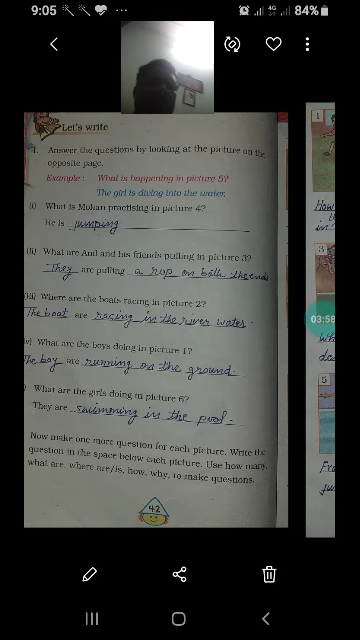 9:05
4G
84%
Let's write
1. Answer the questions by looking at the picture on the
opposite page.
Example : What is happening in picture 5?
The girl is diving into the water.
(i) What is Mohan practising in picture 4?
He is jumping
(ii) What are Anil and his friends pulling in picture 3?
They are pulling a rop on both the ends
(iii) Where are the boats racing in picture 2?
The boat are racing in the river water.
What are the boys doing in picture 1?
The boy are running on the ground.
What are the girls doing in picture 6?
They are swimming in the pool.
Now make one more question for each picture. Write the
question in the space below each picture. Use how many,
what are, where are/is, how, why, to make questions.
42
1
3
03:58
5